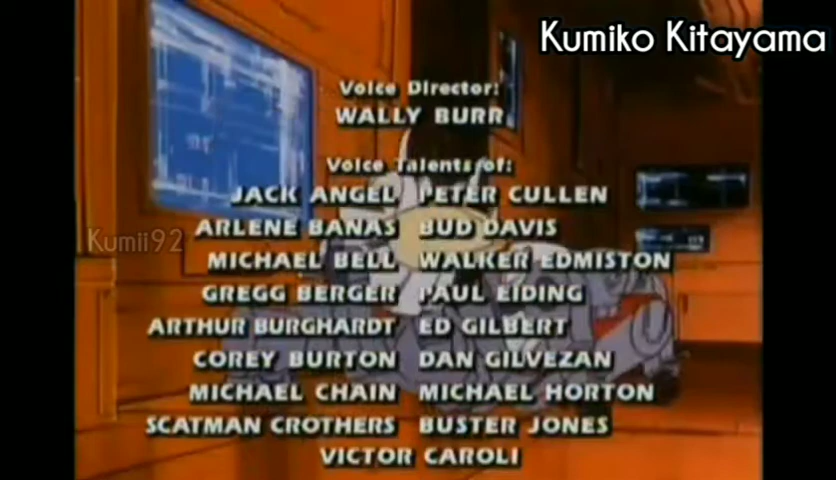 Kumiko Kitayama
Voice Director:
WALLY BURR
Voice Talents of:
JACK ANGEL PETER CULLEN
ARLENE BANAS BUD DAVIS
Kumii92
MICHAEL BELL WALKER EDMISTON
GREGG BERGER PAUL EIDING
ARTHUR BURGHARDT ED GILBERT
COREY BURTON DAN GILVEZAN
MICHAEL CHAIN MICHAEL HORTON
SCATMAN CROTHERS BUSTER JONES
VICTOR CAROLI